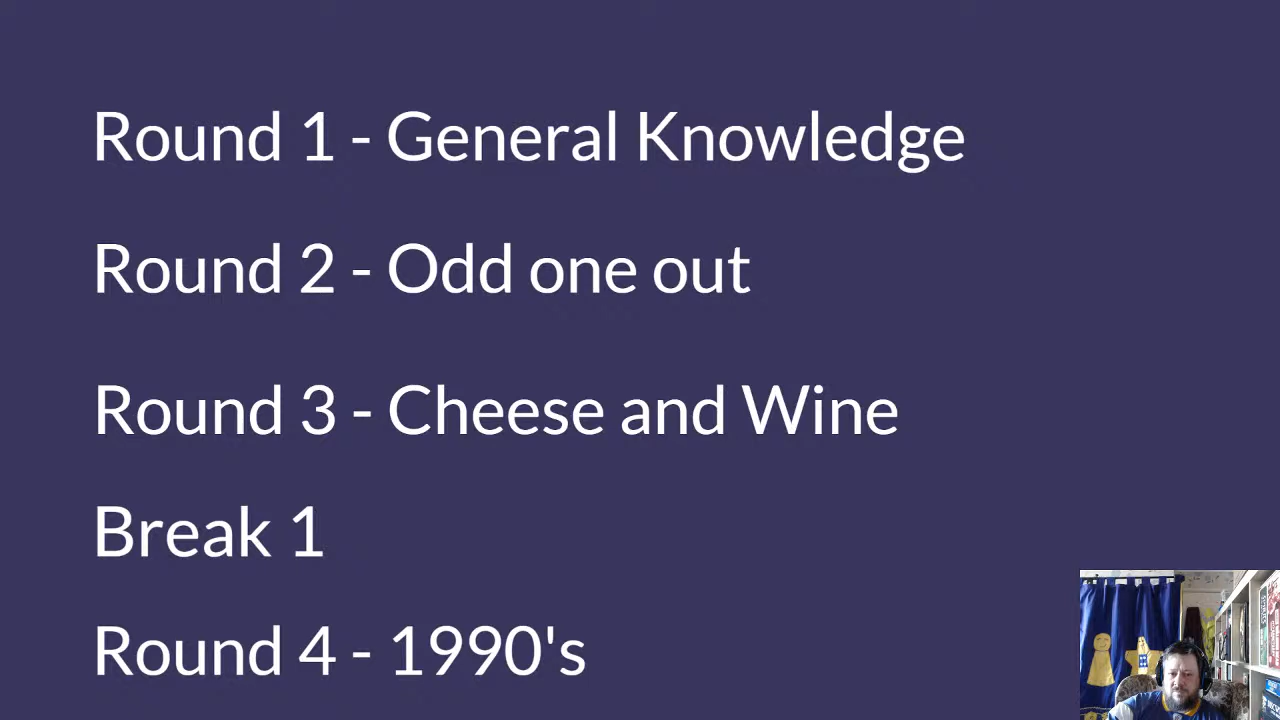 Round 1 - General Knowledge
Round 2 - Odd one out
Round 3 - Cheese and Wine
Break 1
Round 4 - 1990's